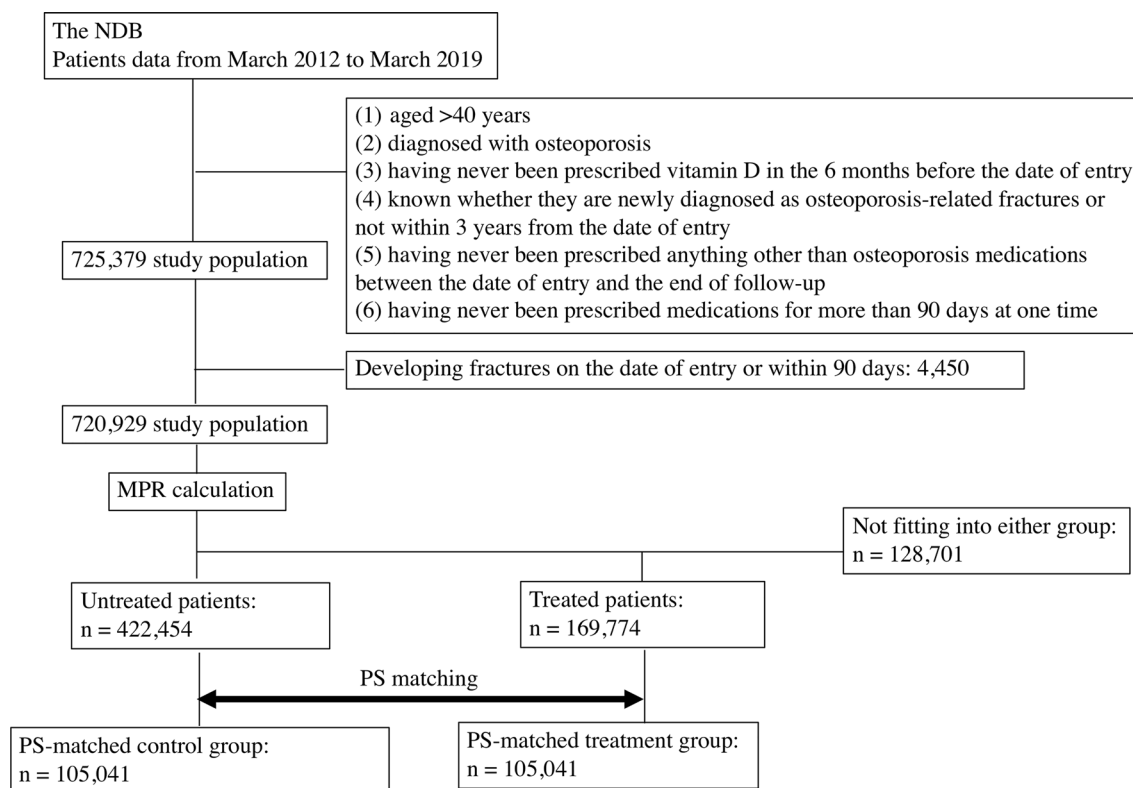 The NDB
Patients data from March 2012 to March 2019
(1) aged >40 years
(2) diagnosed with osteoporosis
(3) having never been prescribed vitamin D in the 6 months before the date of entry
(4) known whether they are newly diagnosed as osteoporosis-related fractures or
not within 3 years from the date of entry
(5) having never been prescribed anything other than osteoporosis medications
between the date of entry and the end of follow-up
(6) having never been prescribed medications for more than 90 days at one time
725,379 study population
Developing fractures on the date of entry or within 90 days: 4,450
720,929 study population
MPR calculation
Not fitting into either group:
n = 128,701
Untreated patients:
n = 422,454
Treated patients:
n = 169,774
PS matching
PS-matched control group:
n = 105,041
PS-matched treatment group:
n = 105,041